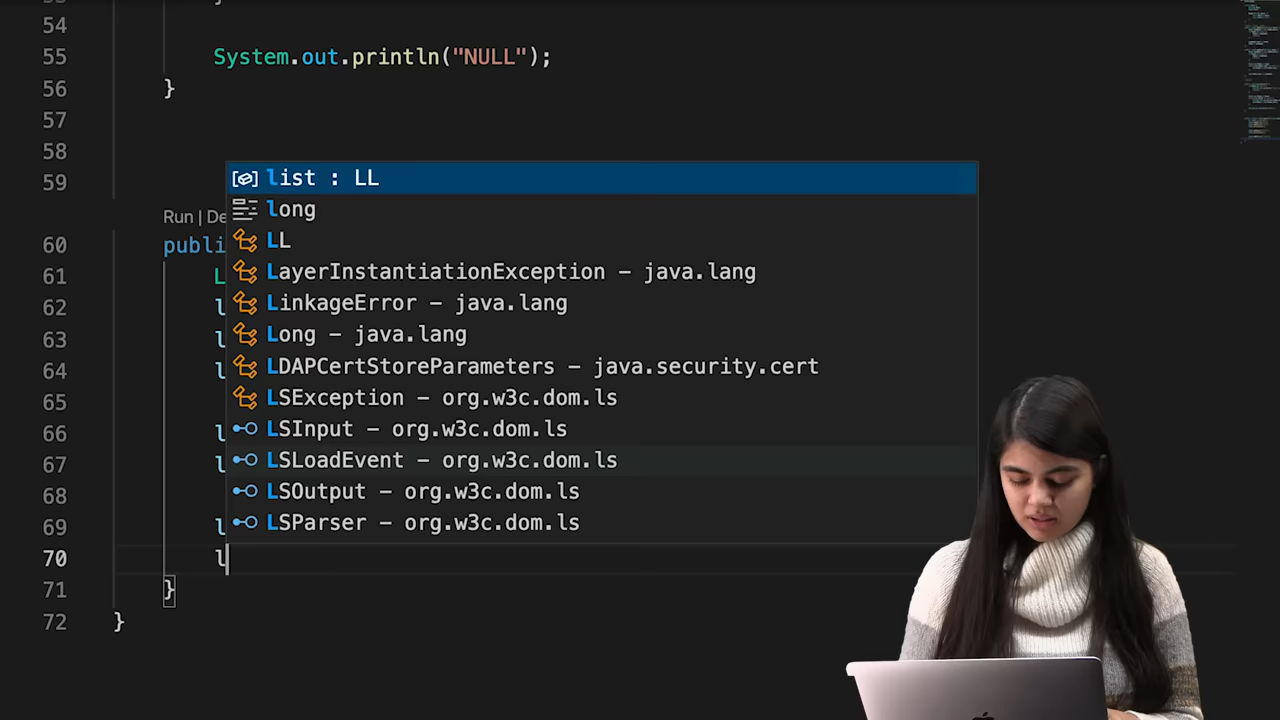 54
55 System.out.println("NULL");
56 }
57
58
59
list : LL
long
LL
LayerInstantiationException – java.lang
LinkageError – java.lang
Long – java.lang
LDAPCertStoreParameters – java.security.cert
LSException – org.w3c.dom.ls
LSInput – org.w3c.dom.ls
LSLoadEvent – org.w3c.dom.ls
LSOutput – org.w3c.dom.ls
LSParser – org.w3c.dom.ls
Run | De
60 publi
61 L
62 l
63 l
64 l
65
66 l
67 l
68
69 l
70 l
71 }
72 }